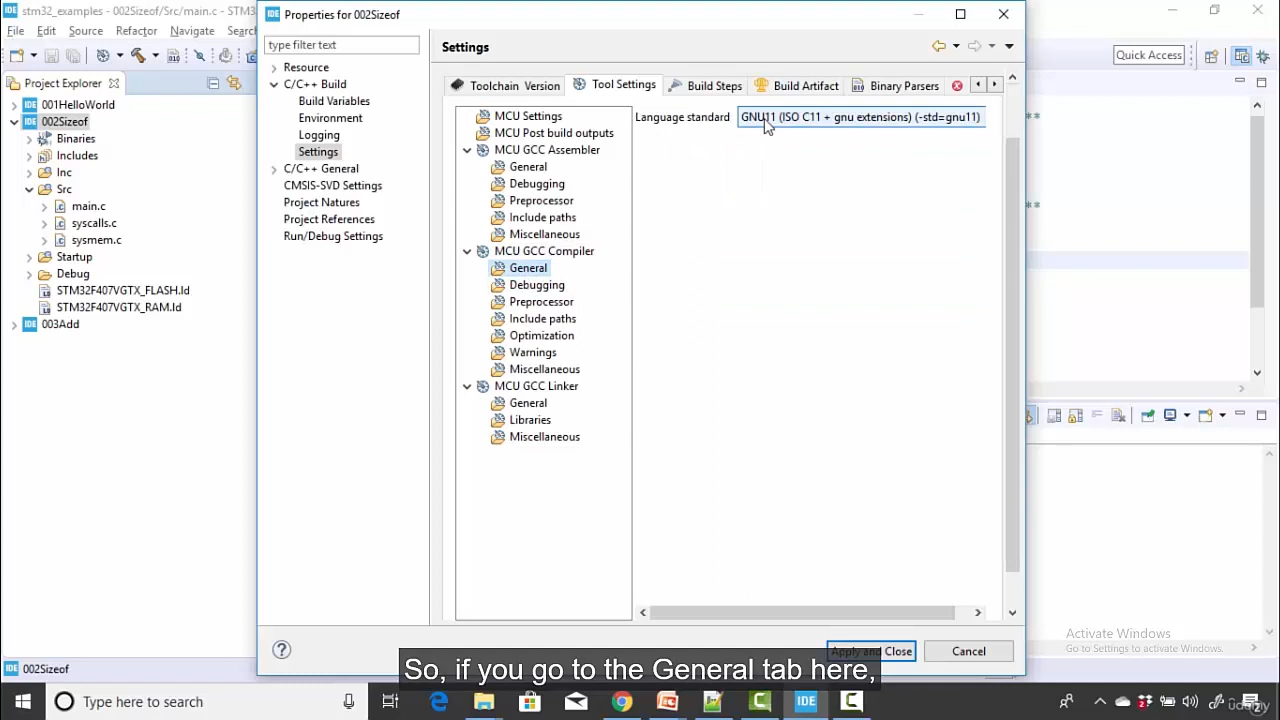 stm32_examples - 002Sizeof/Src/main.c - STM3
File Edit Source Refactor Navigate Search
Quick Access
Project Explorer
001HelloWorld
002Sizeof
Binaries
Includes
Inc
Src
main.c
syscalls.c
sysmem.c
Startup
Debug
STM32F407VGTX_FLASH.ld
STM32F407VGTX_RAM.ld
003Add
IDE Properties for 002Sizeof
type filter text
Resource
C/C++ Build
Build Variables
Environment
Logging
Settings
C/C++ General
CMSIS-SVD Settings
Project Natures
Project References
Run/Debug Settings
Settings
Toolchain Version Tool Settings Build Steps Build Artifact Binary Parsers
MCU Settings
MCU Post build outputs
MCU GCC Assembler
General
Debugging
Preprocessor
Include paths
Miscellaneous
MCU GCC Compiler
General
Debugging
Preprocessor
Include paths
Optimization
Warnings
Miscellaneous
MCU GCC Linker
General
Libraries
Miscellaneous
Language standard GNU11 (ISO C11 + gnu extensions) (-std=gnu11)
**
**
Apply and Close Cancel
Activate Windows
Go to Settings to activate Windows.
IDE 002Sizeof
So, if you go to the General tab here,
Type here to search
IDE
Udemy